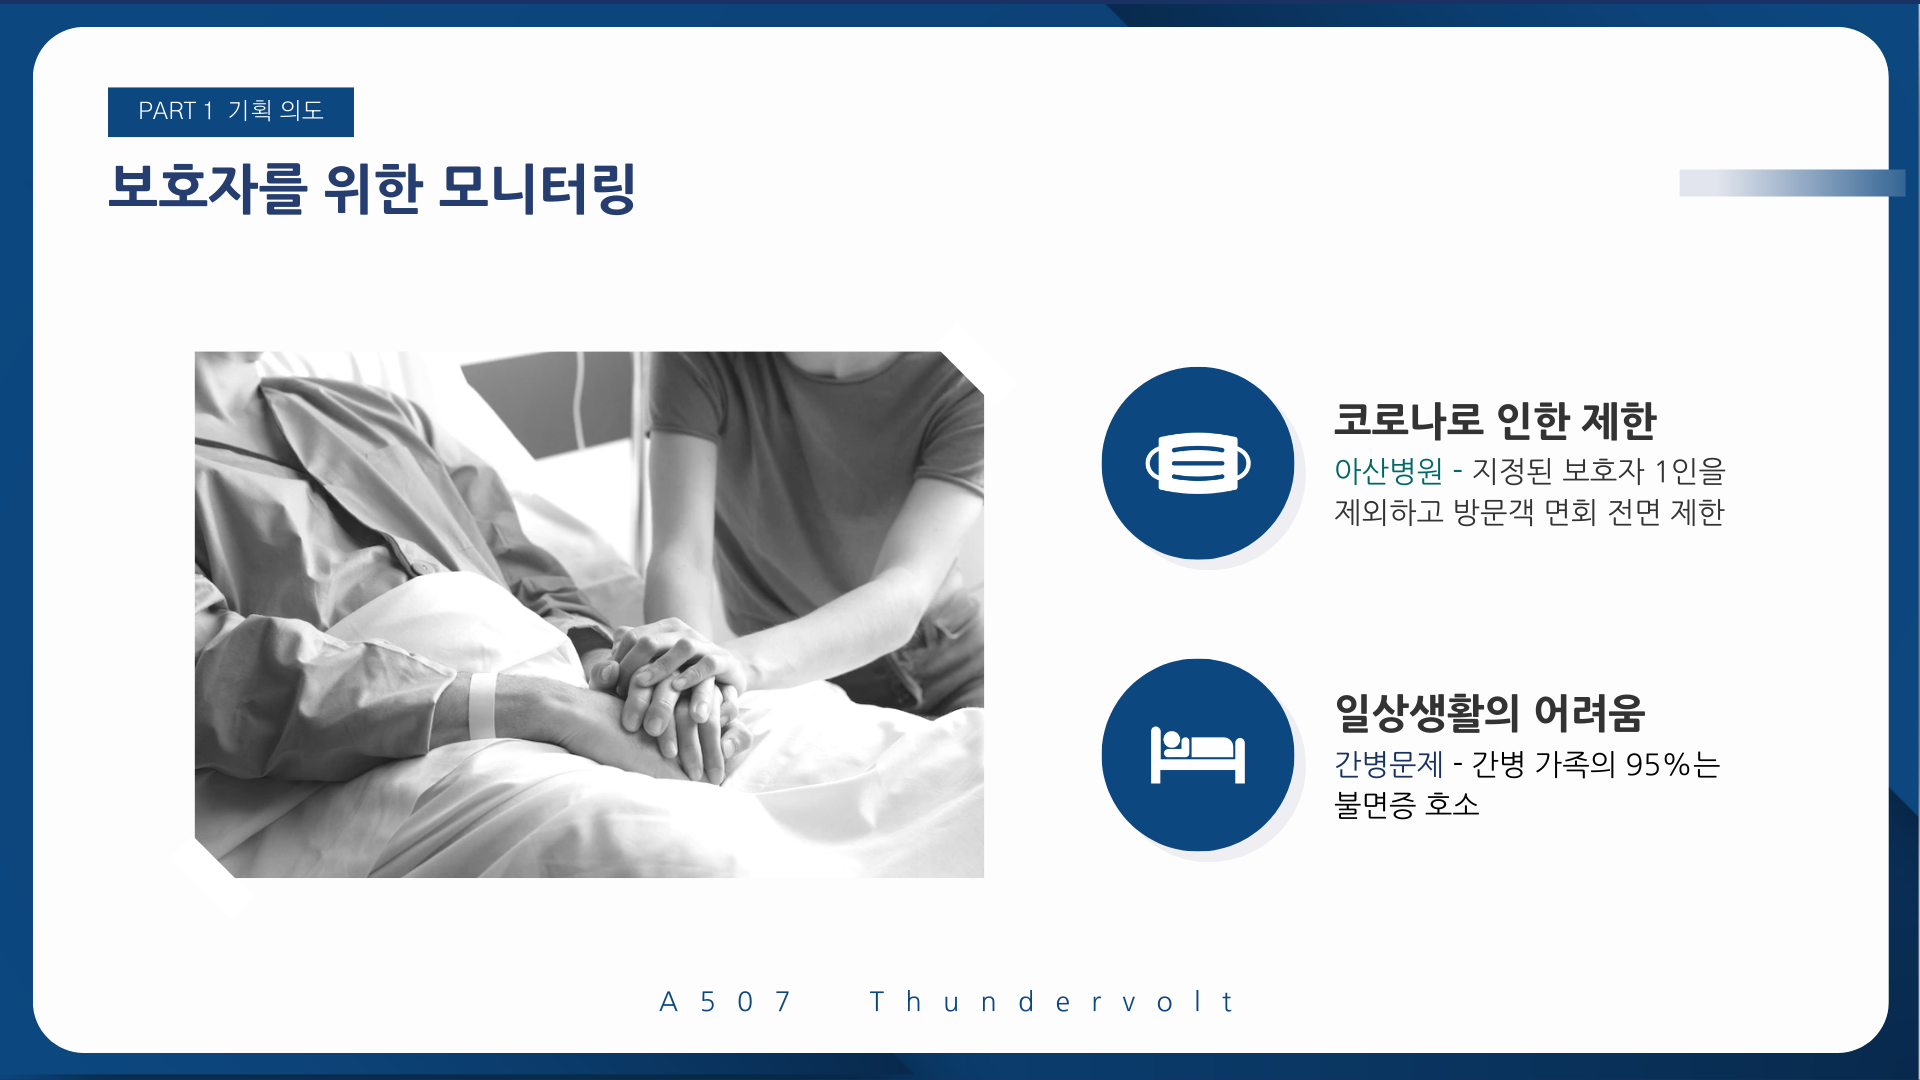 PART 1 기획 의도
보호자를 위한 모니터링
코로나로 인한 제한
아산병원 - 지정된 보호자 1인을
제외하고 방문객 면회 전면 제한
일상생활의 어려움
간병문제 - 간병 가족의 95%는
불면증 호소
A507 Thundervolt